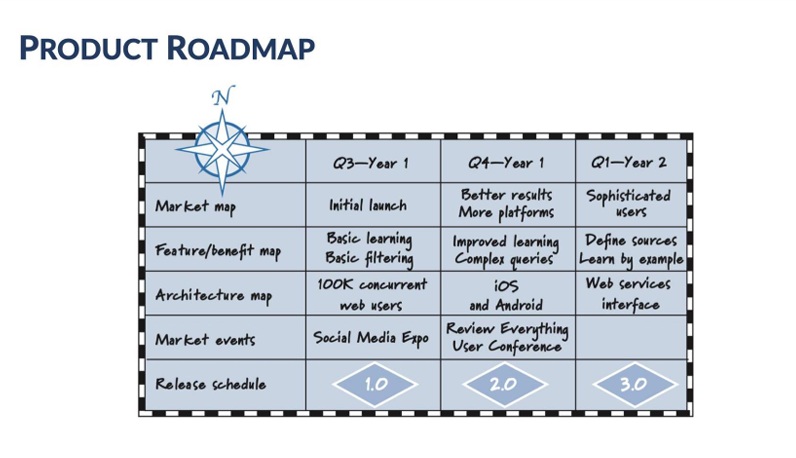 PRODUCT ROADMAP
N
Q3—Year 1
Q4—Year 1
Q1—Year 2
Market map
Initial launch
Better results
More platforms
Sophisticated
users
Feature/benefit map
Basic learning
Basic filtering
Improved learning
Complex queries
Define sources
Learn by example
Architecture map
100K concurrent
web users
iOS
and Android
Web services
interface
Market events
Social Media Expo
Review Everything
User Conference
Release schedule
1.0
2.0
3.0